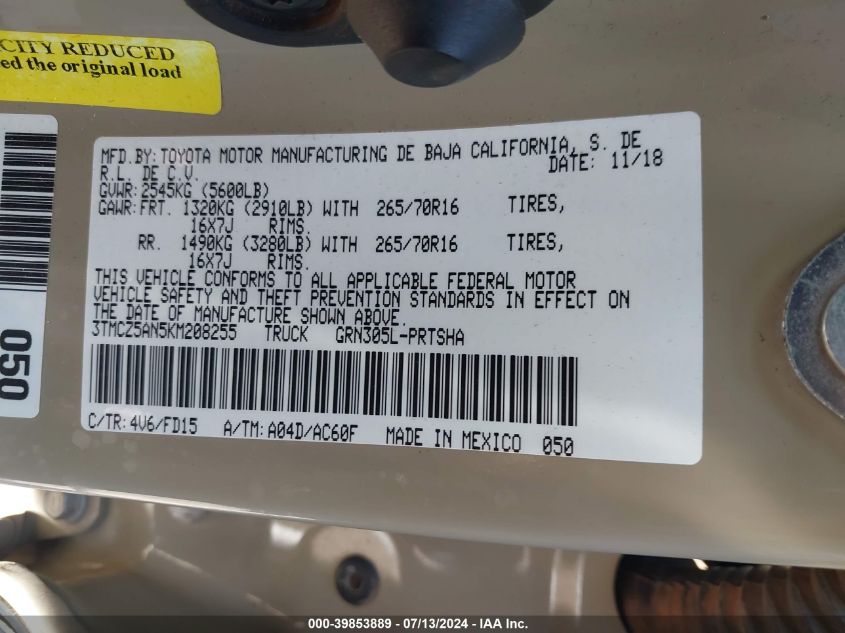 CITY REDUCED
ed the original load
MFD.BY:TOYOTA MOTOR MANUFACTURING DE BAJA CALIFORNIA, S. DE
R.L. DE C.V. DATE: 11/18
GVWR:2545KG (5600LB)
GAWR:FRT. 1320KG (2910LB) WITH 265/70R16 TIRES,
16X7J RIMS.
RR. 1490KG (3280LB) WITH 265/70R16 TIRES,
16X7J RIMS.
THIS VEHICLE CONFORMS TO ALL APPLICABLE FEDERAL MOTOR
VEHICLE SAFETY AND THEFT PREVENTION STANDARDS IN EFFECT ON
THE DATE OF MANUFACTURE SHOWN ABOVE.
3TMCZ5AN5KM208255 TRUCK GRN305L-PRTSHA
C/TR:4V6/FD15 A/TM:A04D/AC60F MADE IN MEXICO 050
050
000-39853889 - 07/13/2024 - IAA Inc.